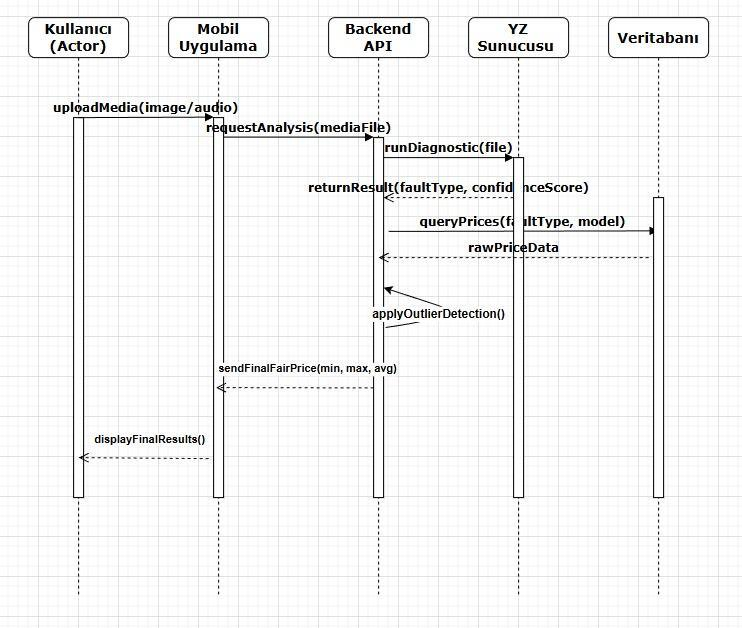 Kullanıcı
(Actor)
Mobil
Uygulama
Backend
API
YZ
Sunucusu
Veritabanı
uploadMedia(image/audio)
requestAnalysis(mediaFile)
runDiagnostic(file)
returnResult(faultType, confidenceScore)
queryPrices(faultType, model)
rawPriceData
applyOutlierDetection()
sendFinalFairPrice(min, max, avg)
displayFinalResults()